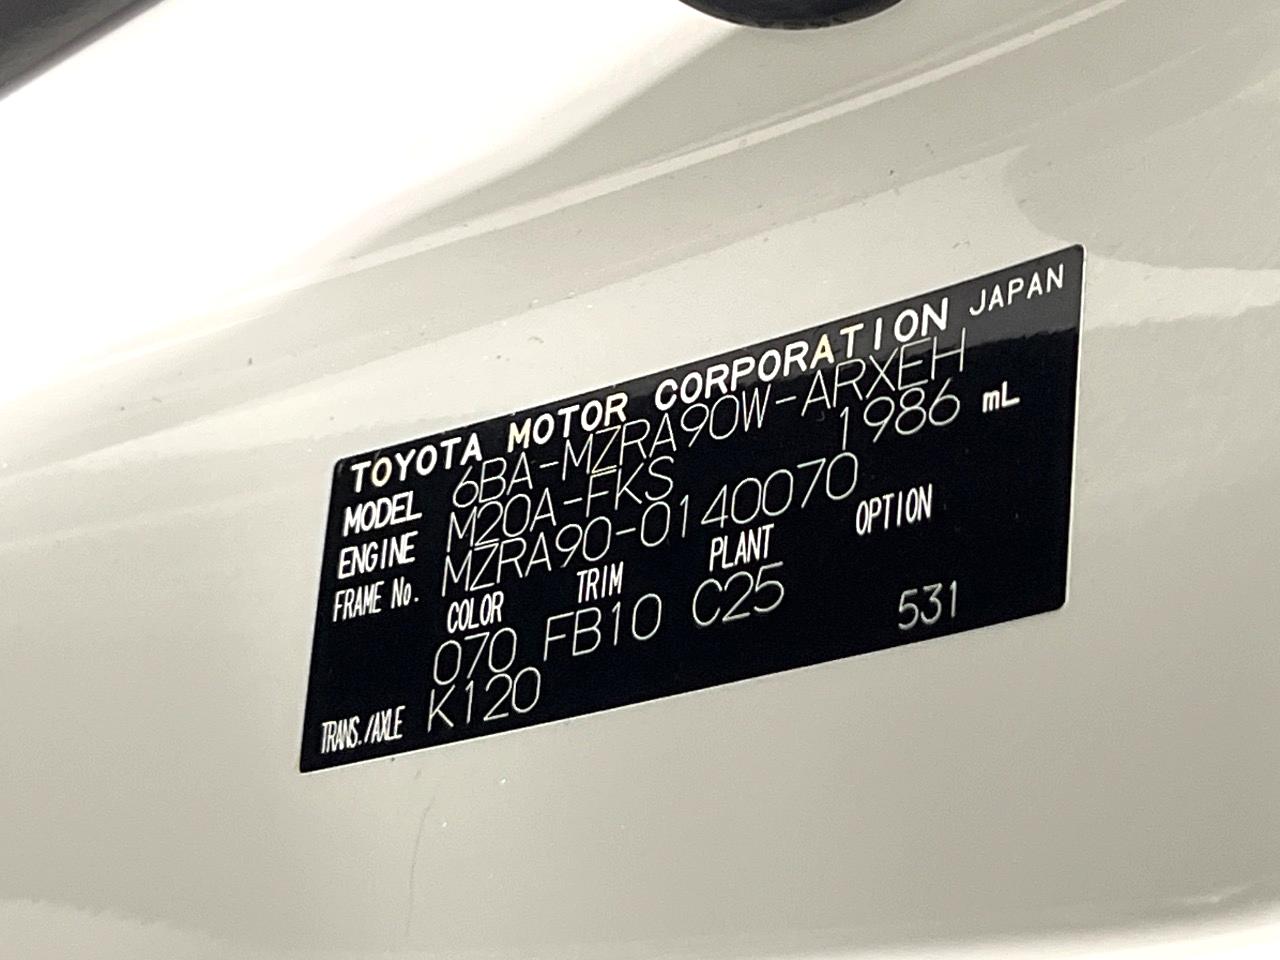 TOYOTA MOTOR CORPORATION JAPAN
MODEL 6BA-MZRA90W-ARXEH
ENGINE M20A-FKS 1986 mL
FRAME No. MZRA90-0140070
COLOR TRIM PLANT OPTION
070 FB10 C25 531
TRANS./AXLE K120